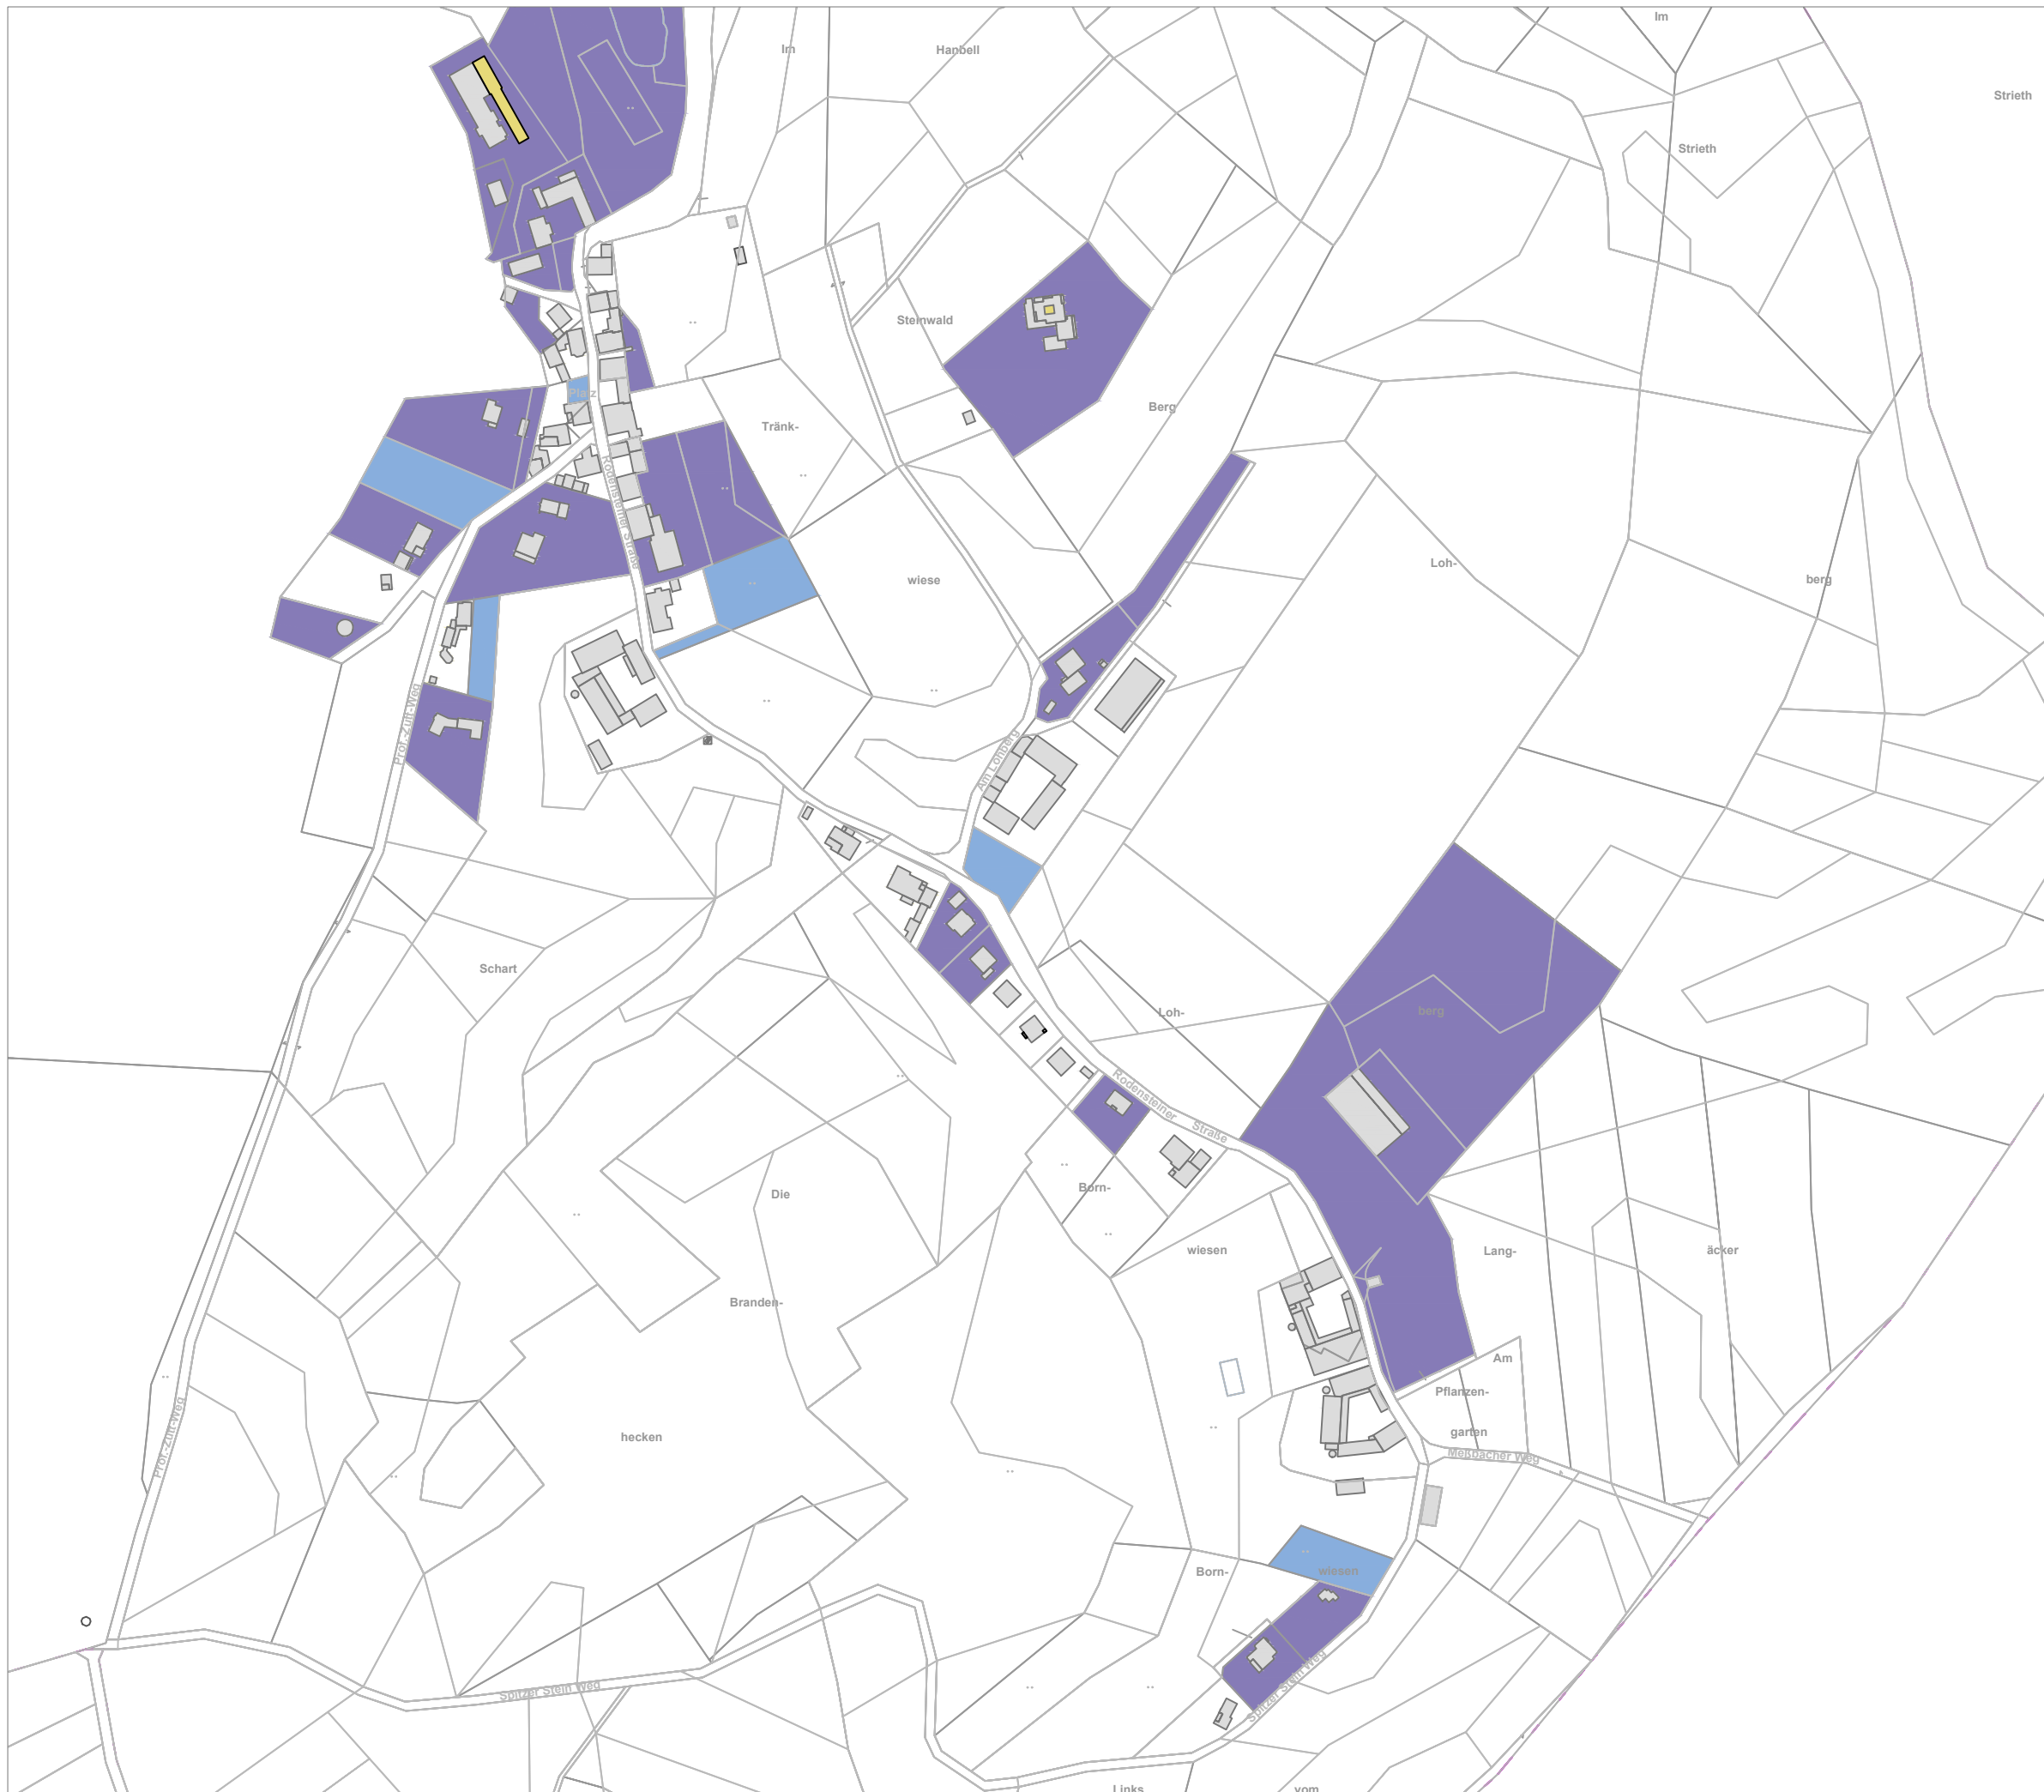 Im
Im
Hanbell
Strieth
Strieth
Steinwald
Platz
Berg
Tränk-
Rodensteiner Straße
Loh-
wiese
berg
Prof.-Zutt-Weg
Am Lohberg
Schart
Loh-
berg
Rodensteiner
Straße
Born-
Die
wiesen
Lang-
äcker
Branden-
Am
Pflanzen-
garten
hecken
Prof.-Zutt-Weg
Meßbacher Weg
Born-
wiesen
Spitzer Stein Weg
Spitzer Stein Weg
Links
vom